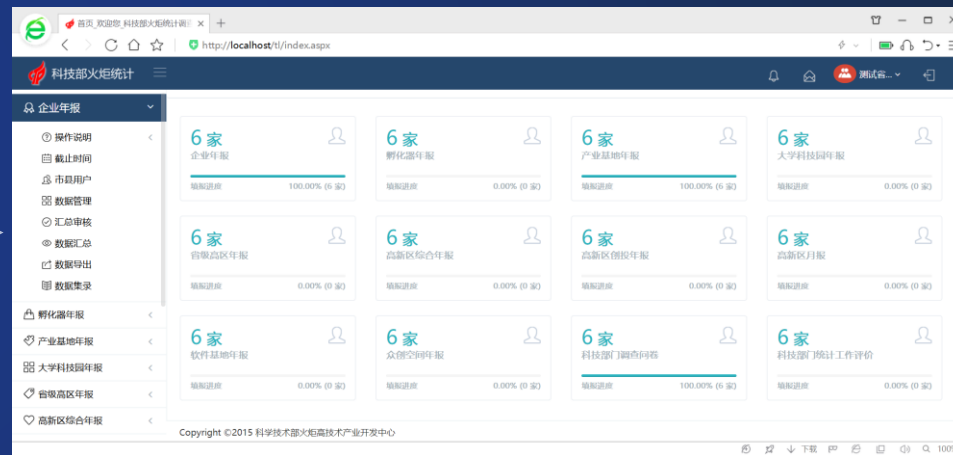 首页_欢迎您_科技部火炬统计调查
http://localhost/tl/index.aspx
科技部火炬统计
测试省...
企业年报
操作说明
截止时间
市县用户
数据管理
汇总审核
数据汇总
数据导出
数据集录
孵化器年报
产业基地年报
大学科技园年报
省级高区年报
高新区综合年报
6 家
企业年报
填报进度 100.00% (6 家)
6 家
孵化器年报
填报进度 0.00% (0 家)
6 家
产业基地年报
填报进度 100.00% (6 家)
6 家
大学科技园年报
填报进度 0.00% (0 家)
6 家
省级高区年报
填报进度 0.00% (0 家)
6 家
高新区综合年报
填报进度 0.00% (0 家)
6 家
高新区创投年报
填报进度 0.00% (0 家)
6 家
高新区月报
填报进度 0.00% (0 家)
6 家
软件基地年报
填报进度 0.00% (0 家)
6 家
众创空间年报
填报进度 0.00% (0 家)
6 家
科技部门调查问卷
填报进度 100.00% (6 家)
6 家
科技部门统计工作评价
填报进度 0.00% (0 家)
Copyright ©2015 科学技术部火炬高技术产业开发中心
下载
100%